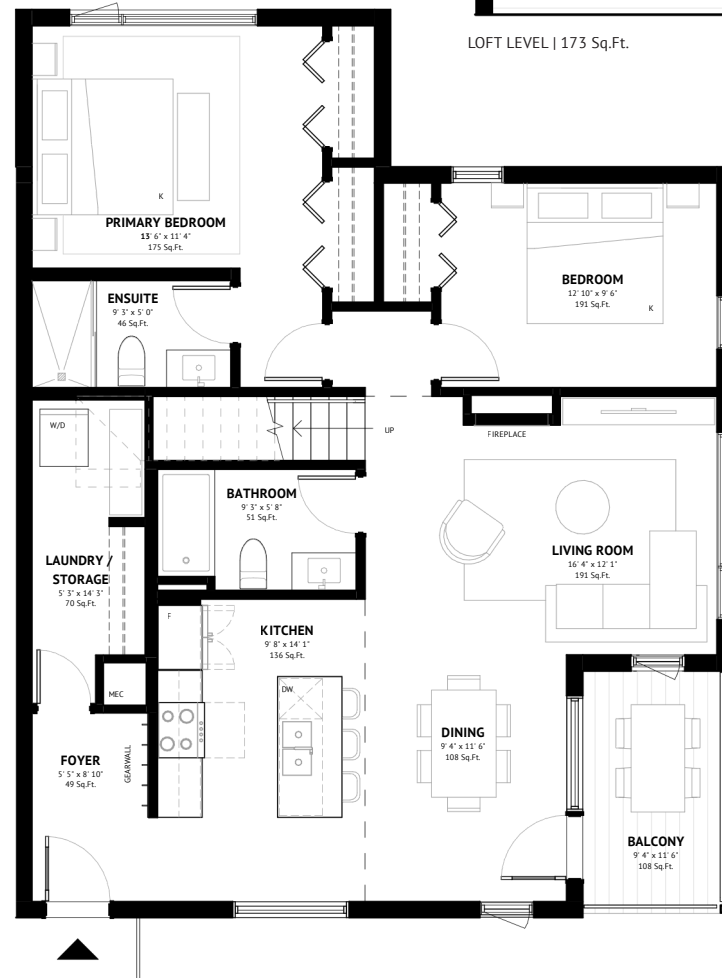 LOFT LEVEL | 173 Sq.Ft.
K
PRIMARY BEDROOM
13' 6" x 11' 4"
175 Sq.Ft.
BEDROOM
12' 10" x 9' 6"
191 Sq.Ft.
K
ENSUITE
9' 3" x 5' 0"
46 Sq.Ft.
W/D
UP
FIREPLACE
BATHROOM
9' 3" x 5' 8"
51 Sq.Ft.
LIVING ROOM
16' 4" x 12' 1"
191 Sq.Ft.
LAUNDRY /
STORAGE
5' 3" x 14' 3"
70 Sq.Ft.
F
KITCHEN
9' 8" x 14' 1"
136 Sq.Ft.
MEC
DW
DINING
9' 4" x 11' 6"
108 Sq.Ft.
FOYER
5' 5" x 8' 10"
49 Sq.Ft.
GEARWALL
BALCONY
9' 4" x 11' 6"
108 Sq.Ft.